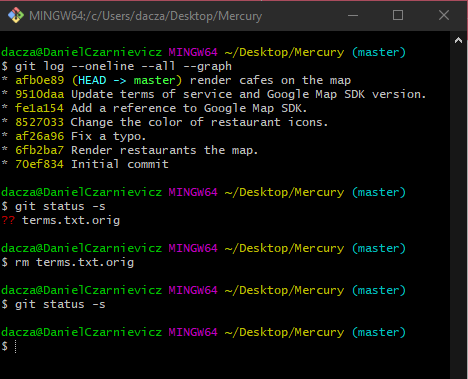 MINGW64:/c/Users/dacza/Desktop/Mercury
dacza@DanielCzarnievicz MINGW64 ~/Desktop/Mercury (master)
$ git log --oneline --all --graph
* afb0e89 (HEAD -> master) render cafes on the map
* 9510daa Update terms of service and Google Map SDK version.
* fe1a154 Add a reference to Google Map SDK.
* 8527033 Change the color of restaurant icons.
* af26a96 Fix a typo.
* 6fb2ba7 Render restaurants the map.
* 70ef834 Initial commit
dacza@DanielCzarnievicz MINGW64 ~/Desktop/Mercury (master)
$ git status -s
?? terms.txt.orig
dacza@DanielCzarnievicz MINGW64 ~/Desktop/Mercury (master)
$ rm terms.txt.orig
dacza@DanielCzarnievicz MINGW64 ~/Desktop/Mercury (master)
$ git status -s
dacza@DanielCzarnievicz MINGW64 ~/Desktop/Mercury (master)
$